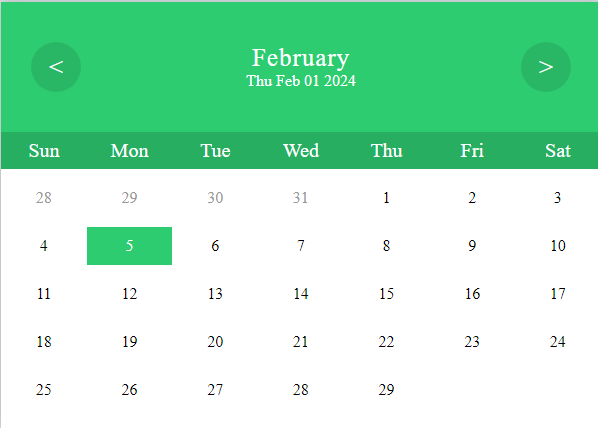 February
< Thu Feb 01 2024 >
Sun Mon Tue Wed Thu Fri Sat
28 29 30 31 1 2 3
4 5 6 7 8 9 10
11 12 13 14 15 16 17
18 19 20 21 22 23 24
25 26 27 28 29